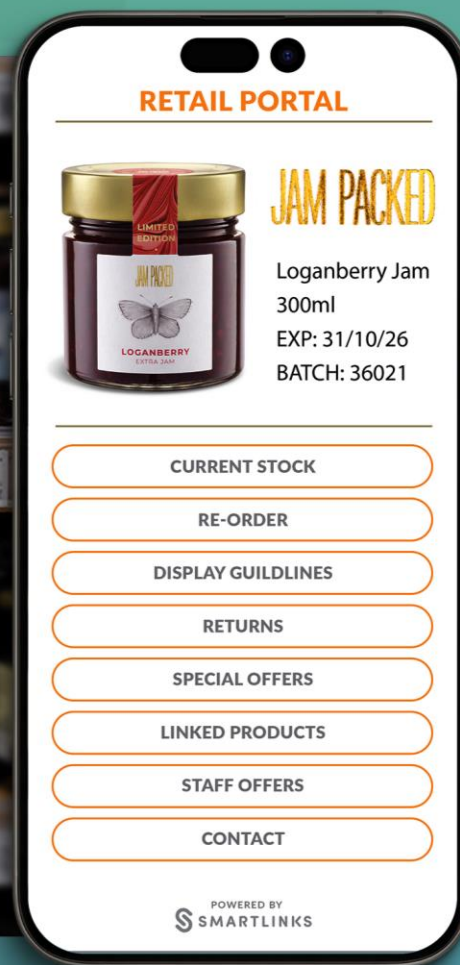 RETAIL PORTAL
LIMITED
EDITION
JAM PACKED
LOGANBERRY
EXTRA JAM
JAM PACKED
Loganberry Jam
300ml
EXP: 31/10/26
BATCH: 36021
CURRENT STOCK
RE-ORDER
DISPLAY GUILDLINES
RETURNS
SPECIAL OFFERS
LINKED PRODUCTS
STAFF OFFERS
CONTACT
POWERED BY
SMARTLINKS